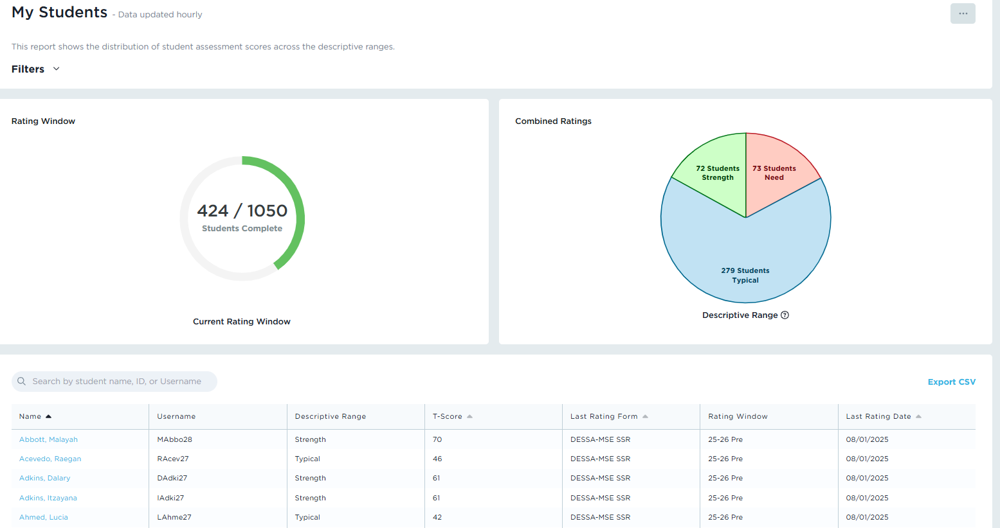 My Students - Data updated hourly
...
This report shows the distribution of student assessment scores across the descriptive ranges.
Filters
Rating Window
424 / 1050
Students Complete
Current Rating Window
Combined Ratings
72 Students
Strength
73 Students
Need
279 Students
Typical
Descriptive Range ?
Search by student name, ID, or Username
Export CSV
Name Username Descriptive Range T-Score Last Rating Form Rating Window Last Rating Date
Abbott, Malayah MAbbo28 Strength 70 DESSA-MSE SSR 25-26 Pre 08/01/2025
Acevedo, Raegan RAcev27 Typical 46 DESSA-MSE SSR 25-26 Pre 08/01/2025
Adkins, Dalary DAdki27 Strength 61 DESSA-MSE SSR 25-26 Pre 08/01/2025
Adkins, Itzayana IAdki27 Strength 61 DESSA-MSE SSR 25-26 Pre 08/01/2025
Ahmed, Lucia LAhme27 Typical 42 DESSA-MSE SSR 25-26 Pre 08/01/2025